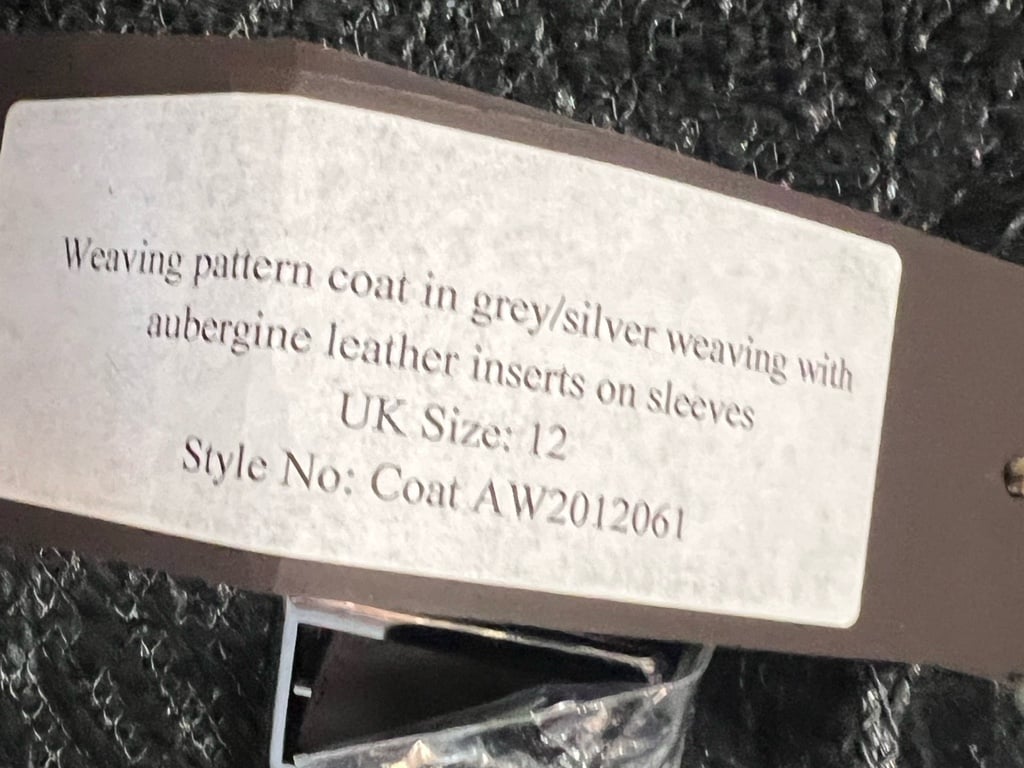 Weaving pattern coat in grey/silver weaving with
aubergine leather inserts on sleeves
UK Size: 12
Style No: Coat AW2012061